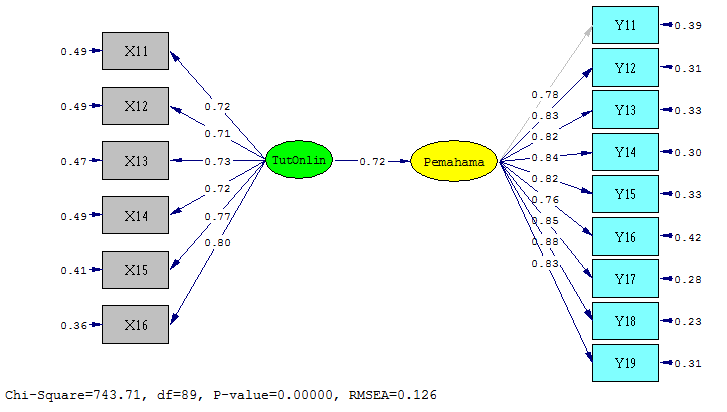 0.49 X11
0.49 X12
0.47 X13
0.49 X14
0.41 X15
0.36 X16
0.72
0.71
0.73
0.72
0.77
0.80
TutOnlin
0.72
Pemahama
0.78
0.83
0.82
0.84
0.82
0.76
0.85
0.88
0.83
Y11 0.39
Y12 0.31
Y13 0.33
Y14 0.30
Y15 0.33
Y16 0.42
Y17 0.28
Y18 0.23
Y19 0.31
Chi-Square=743.71, df=89, P-value=0.00000, RMSEA=0.126